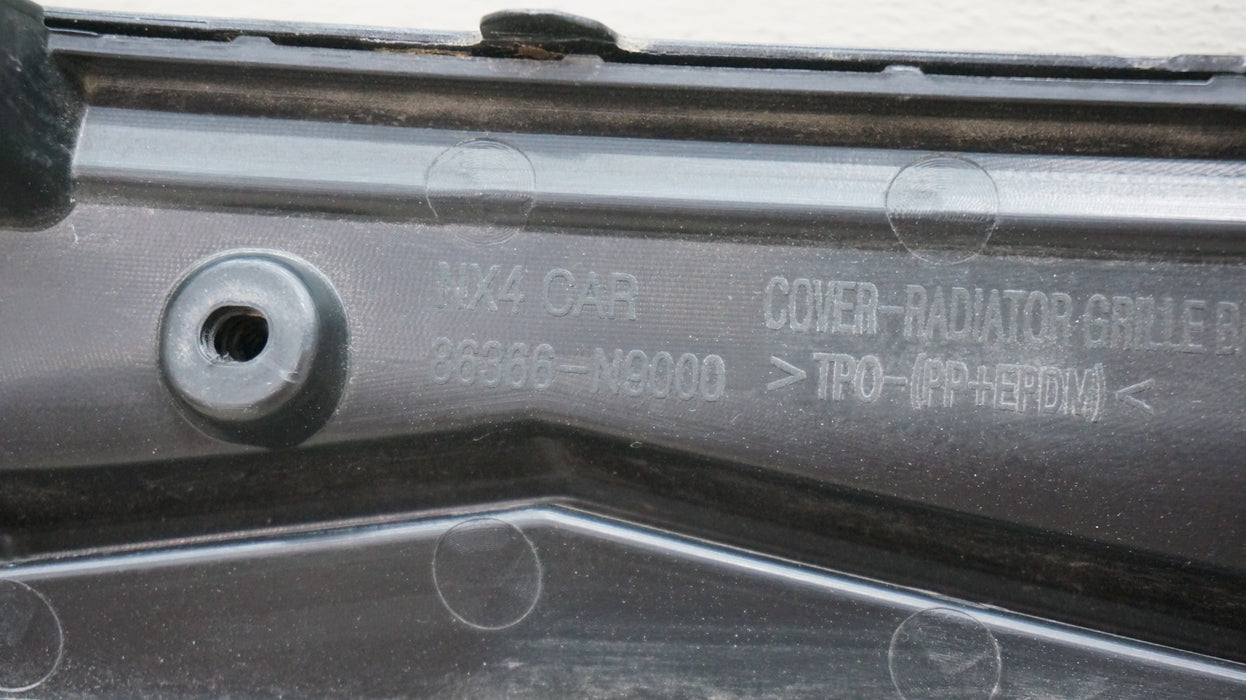 NX4 CAR
86366-N9000
COVER-RADIATOR GRILLE B
>TPO-(PP+EPDM)<